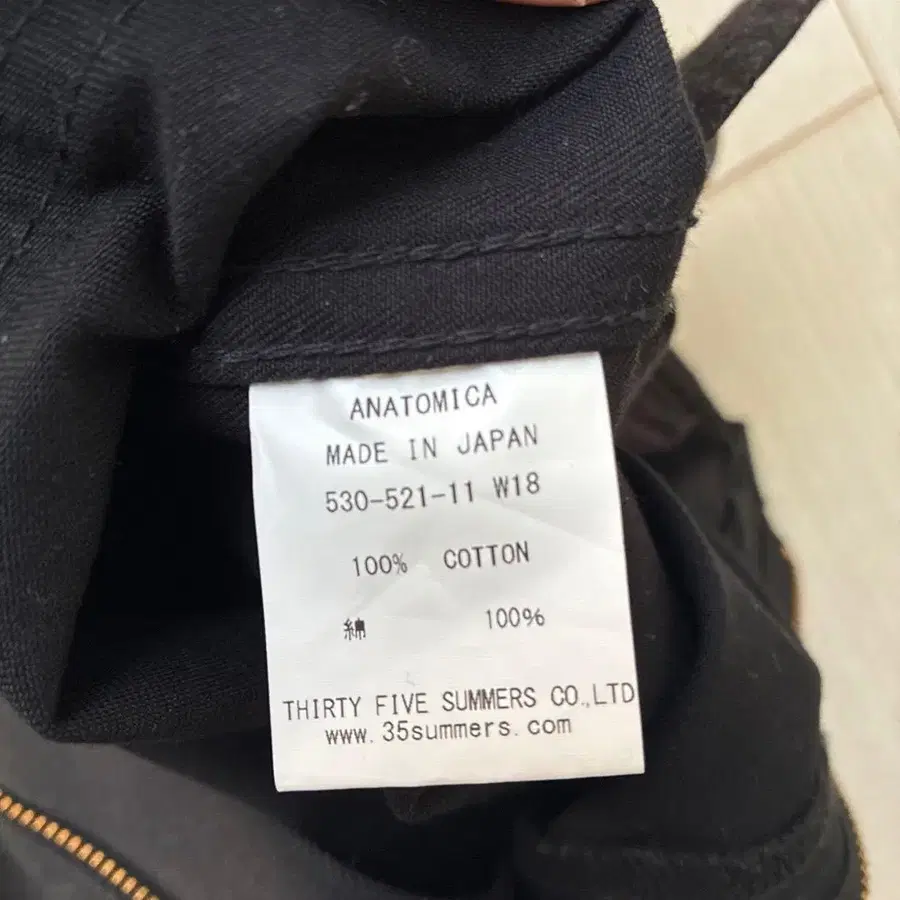 ANATOMICA
MADE IN JAPAN
530-521-11 W18
100% COTTON
綿 100%
THIRTY FIVE SUMMERS CO.,LTD
www.35summers.com